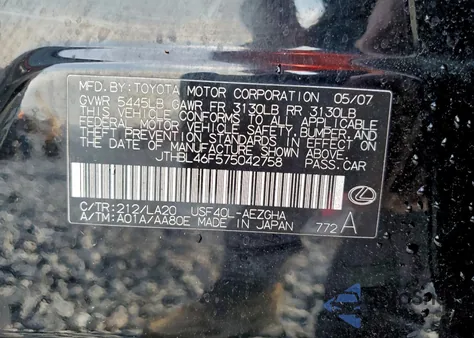 MFD.BY:TOYOTA MOTOR CORPORATION 05/07
GVWR 5445LB GAWR FR 3130LB RR 3130LB
THIS VEHICLE CONFORMS TO ALL APPLICABLE
FEDERAL MOTOR VEHICLE SAFETY, BUMPER, AND
THEFT PREVENTION STANDARDS IN EFFECT ON
THE DATE OF MANUFACTURE SHOWN ABOVE.
JTHBL46F575042758 PASS.CAR
C/TR:212/LA20 USF40L-AEZGHA
A/TM:A01A/AA80E MADE IN JAPAN 772 A